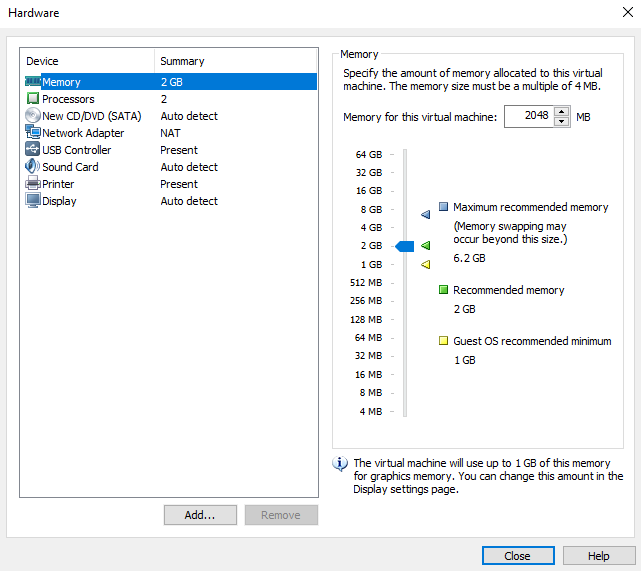 Hardware
Device Summary
Memory 2 GB
Processors 2
New CD/DVD (SATA) Auto detect
Network Adapter NAT
USB Controller Present
Sound Card Auto detect
Printer Present
Display Auto detect
Add...
Remove
Memory
Specify the amount of memory allocated to this virtual
machine. The memory size must be a multiple of 4 MB.
Memory for this virtual machine: 2048 MB
64 GB
32 GB
16 GB
8 GB
4 GB
2 GB
1 GB
512 MB
256 MB
128 MB
64 MB
32 MB
16 MB
8 MB
4 MB
Maximum recommended memory
(Memory swapping may
occur beyond this size.)
6.2 GB
Recommended memory
2 GB
Guest OS recommended minimum
1 GB
The virtual machine will use up to 1 GB of this memory
for graphics memory. You can change this amount in the
Display settings page.
Close
Help